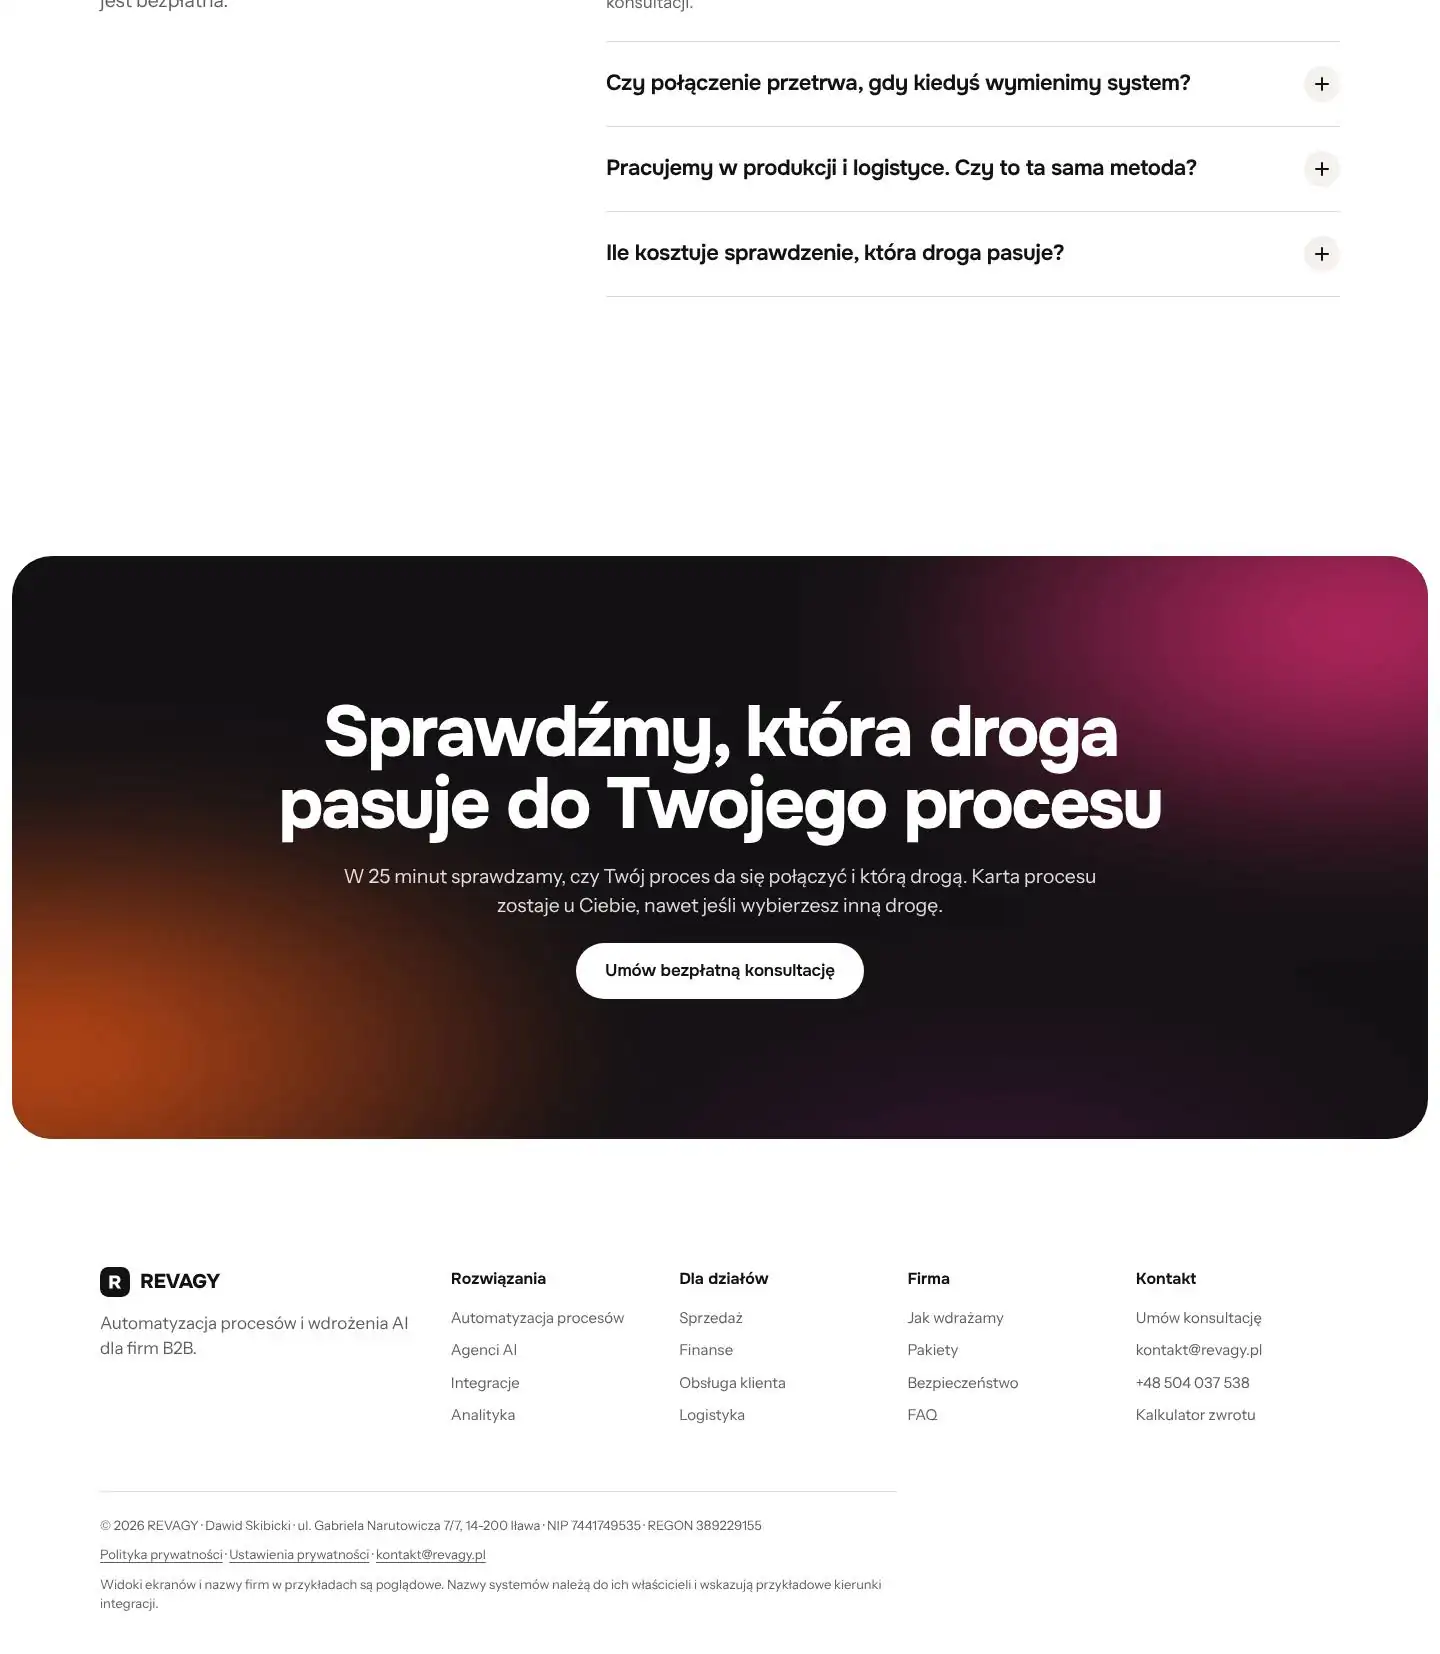 jest bezpłatna.
konsultacji.
Czy połączenie przetrwa, gdy kiedyś wymienimy system?
Pracujemy w produkcji i logistyce. Czy to ta sama metoda?
Ile kosztuje sprawdzenie, która droga pasuje?
Sprawdźmy, która droga
pasuje do Twojego procesu
W 25 minut sprawdzamy, czy Twój proces da się połączyć i którą drogą. Karta procesu
zostaje u Ciebie, nawet jeśli wybierzesz inną drogę.
Umów bezpłatną konsultację
R REVAGY
Automatyzacja procesów i wdrożenia AI
dla firm B2B.
Rozwiązania
Automatyzacja procesów
Agenci AI
Integracje
Analityka
Dla działów
Sprzedaż
Finanse
Obsługa klienta
Logistyka
Firma
Jak wdrażamy
Pakiety
Bezpieczeństwo
FAQ
Kontakt
Umów konsultację
kontakt@revagy.pl
+48 504 037 538
Kalkulator zwrotu
© 2026 REVAGY · Dawid Skibicki · ul. Gabriela Narutowicza 7/7, 14-200 Iława · NIP 7441749535 · REGON 389229155
Polityka prywatności · Ustawienia prywatności · kontakt@revagy.pl
Widoki ekranów i nazwy firm w przykładach są poglądowe. Nazwy systemów należą do ich właścicieli i wskazują przykładowe kierunki
integracji.